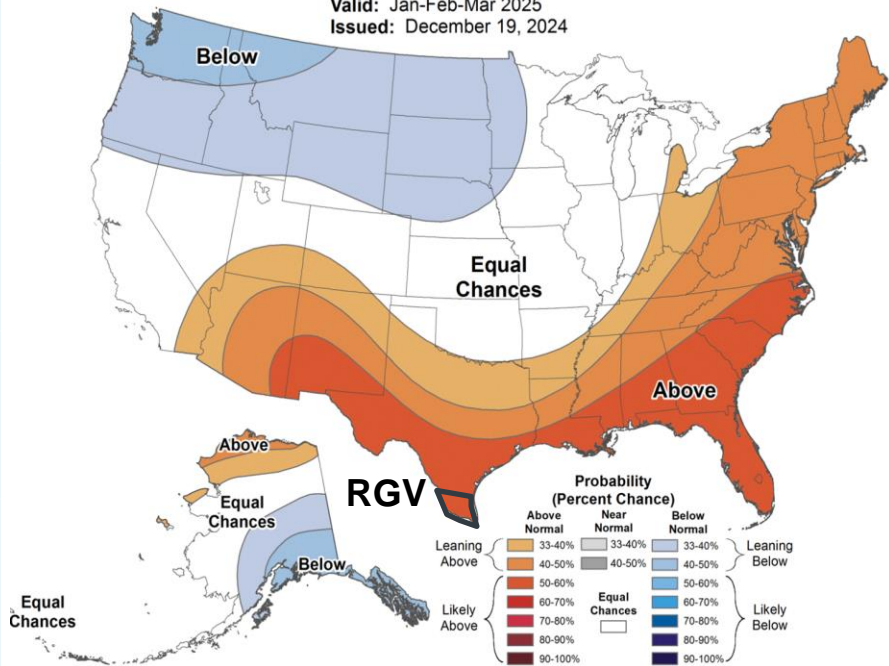 Valid: Jan-Feb-Mar 2025
Issued: December 19, 2024
Below
Equal
Chances
Above
Above
Equal
Chances
Below
Equal
Chances
RGV
Probability
(Percent Chance)
Above
Normal
Near
Normal
Below
Normal
Leaning
Above
33-40%
40-50%
33-40%
40-50%
33-40%
40-50%
Leaning
Below
Likely
Above
50-60%
60-70%
70-80%
80-90%
90-100%
Equal
Chances
50-60%
60-70%
70-80%
80-90%
90-100%
Likely
Below